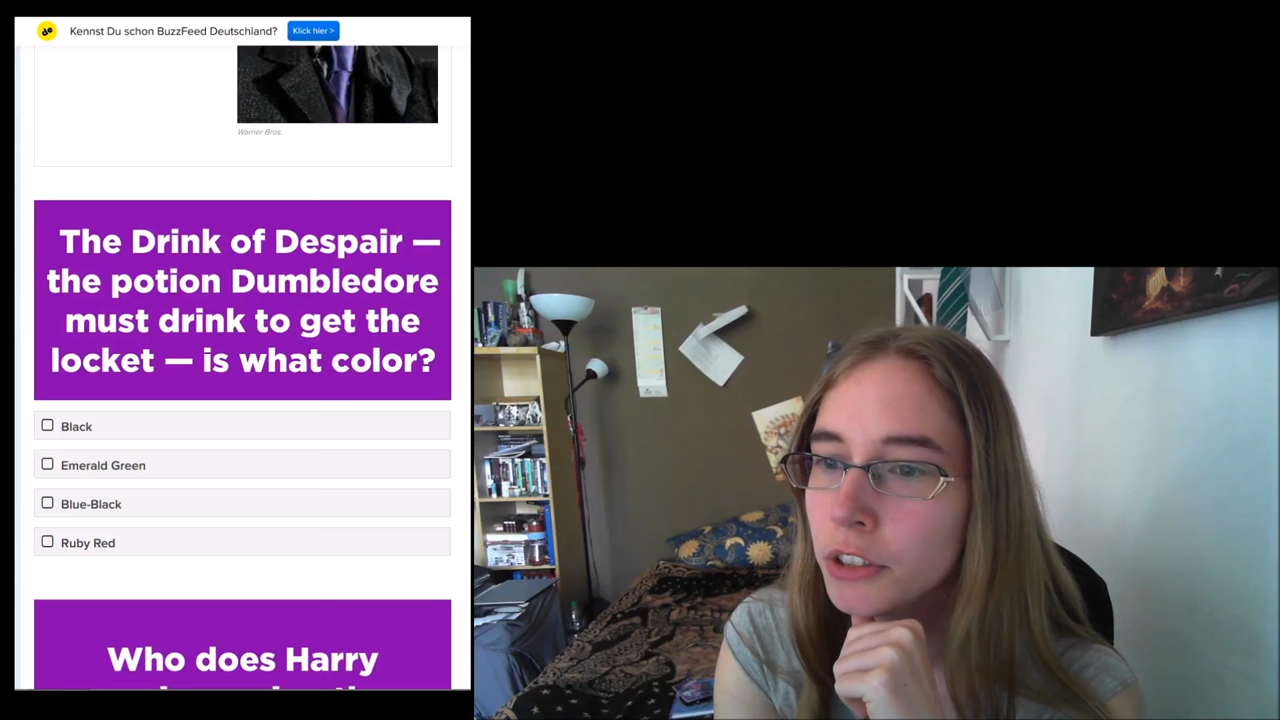 Kennst Du schon BuzzFeed Deutschland?
Klick hier >
Warner Bros.
The Drink of Despair —
the potion Dumbledore
must drink to get the
locket — is what color?
Black
Emerald Green
Blue-Black
Ruby Red
Who does Harry